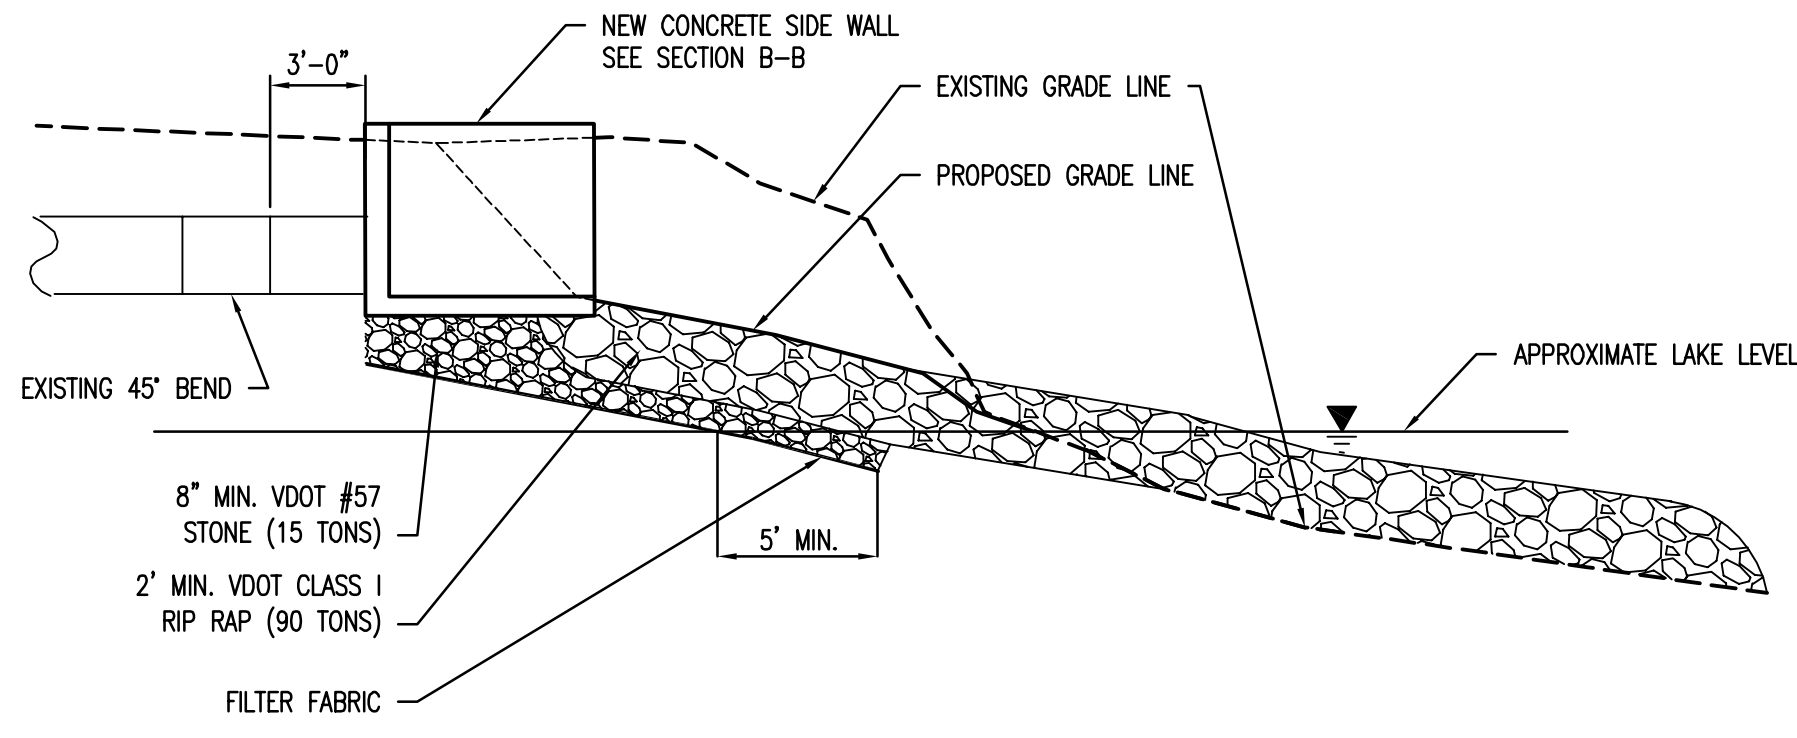 NEW CONCRETE SIDE WALL
SEE SECTION B-B
3'-0"
EXISTING GRADE LINE
PROPOSED GRADE LINE
APPROXIMATE LAKE LEVEL
EXISTING 45° BEND
8" MIN. VDOT #57
STONE (15 TONS)
5' MIN.
2' MIN. VDOT CLASS I
RIP RAP (90 TONS)
FILTER FABRIC